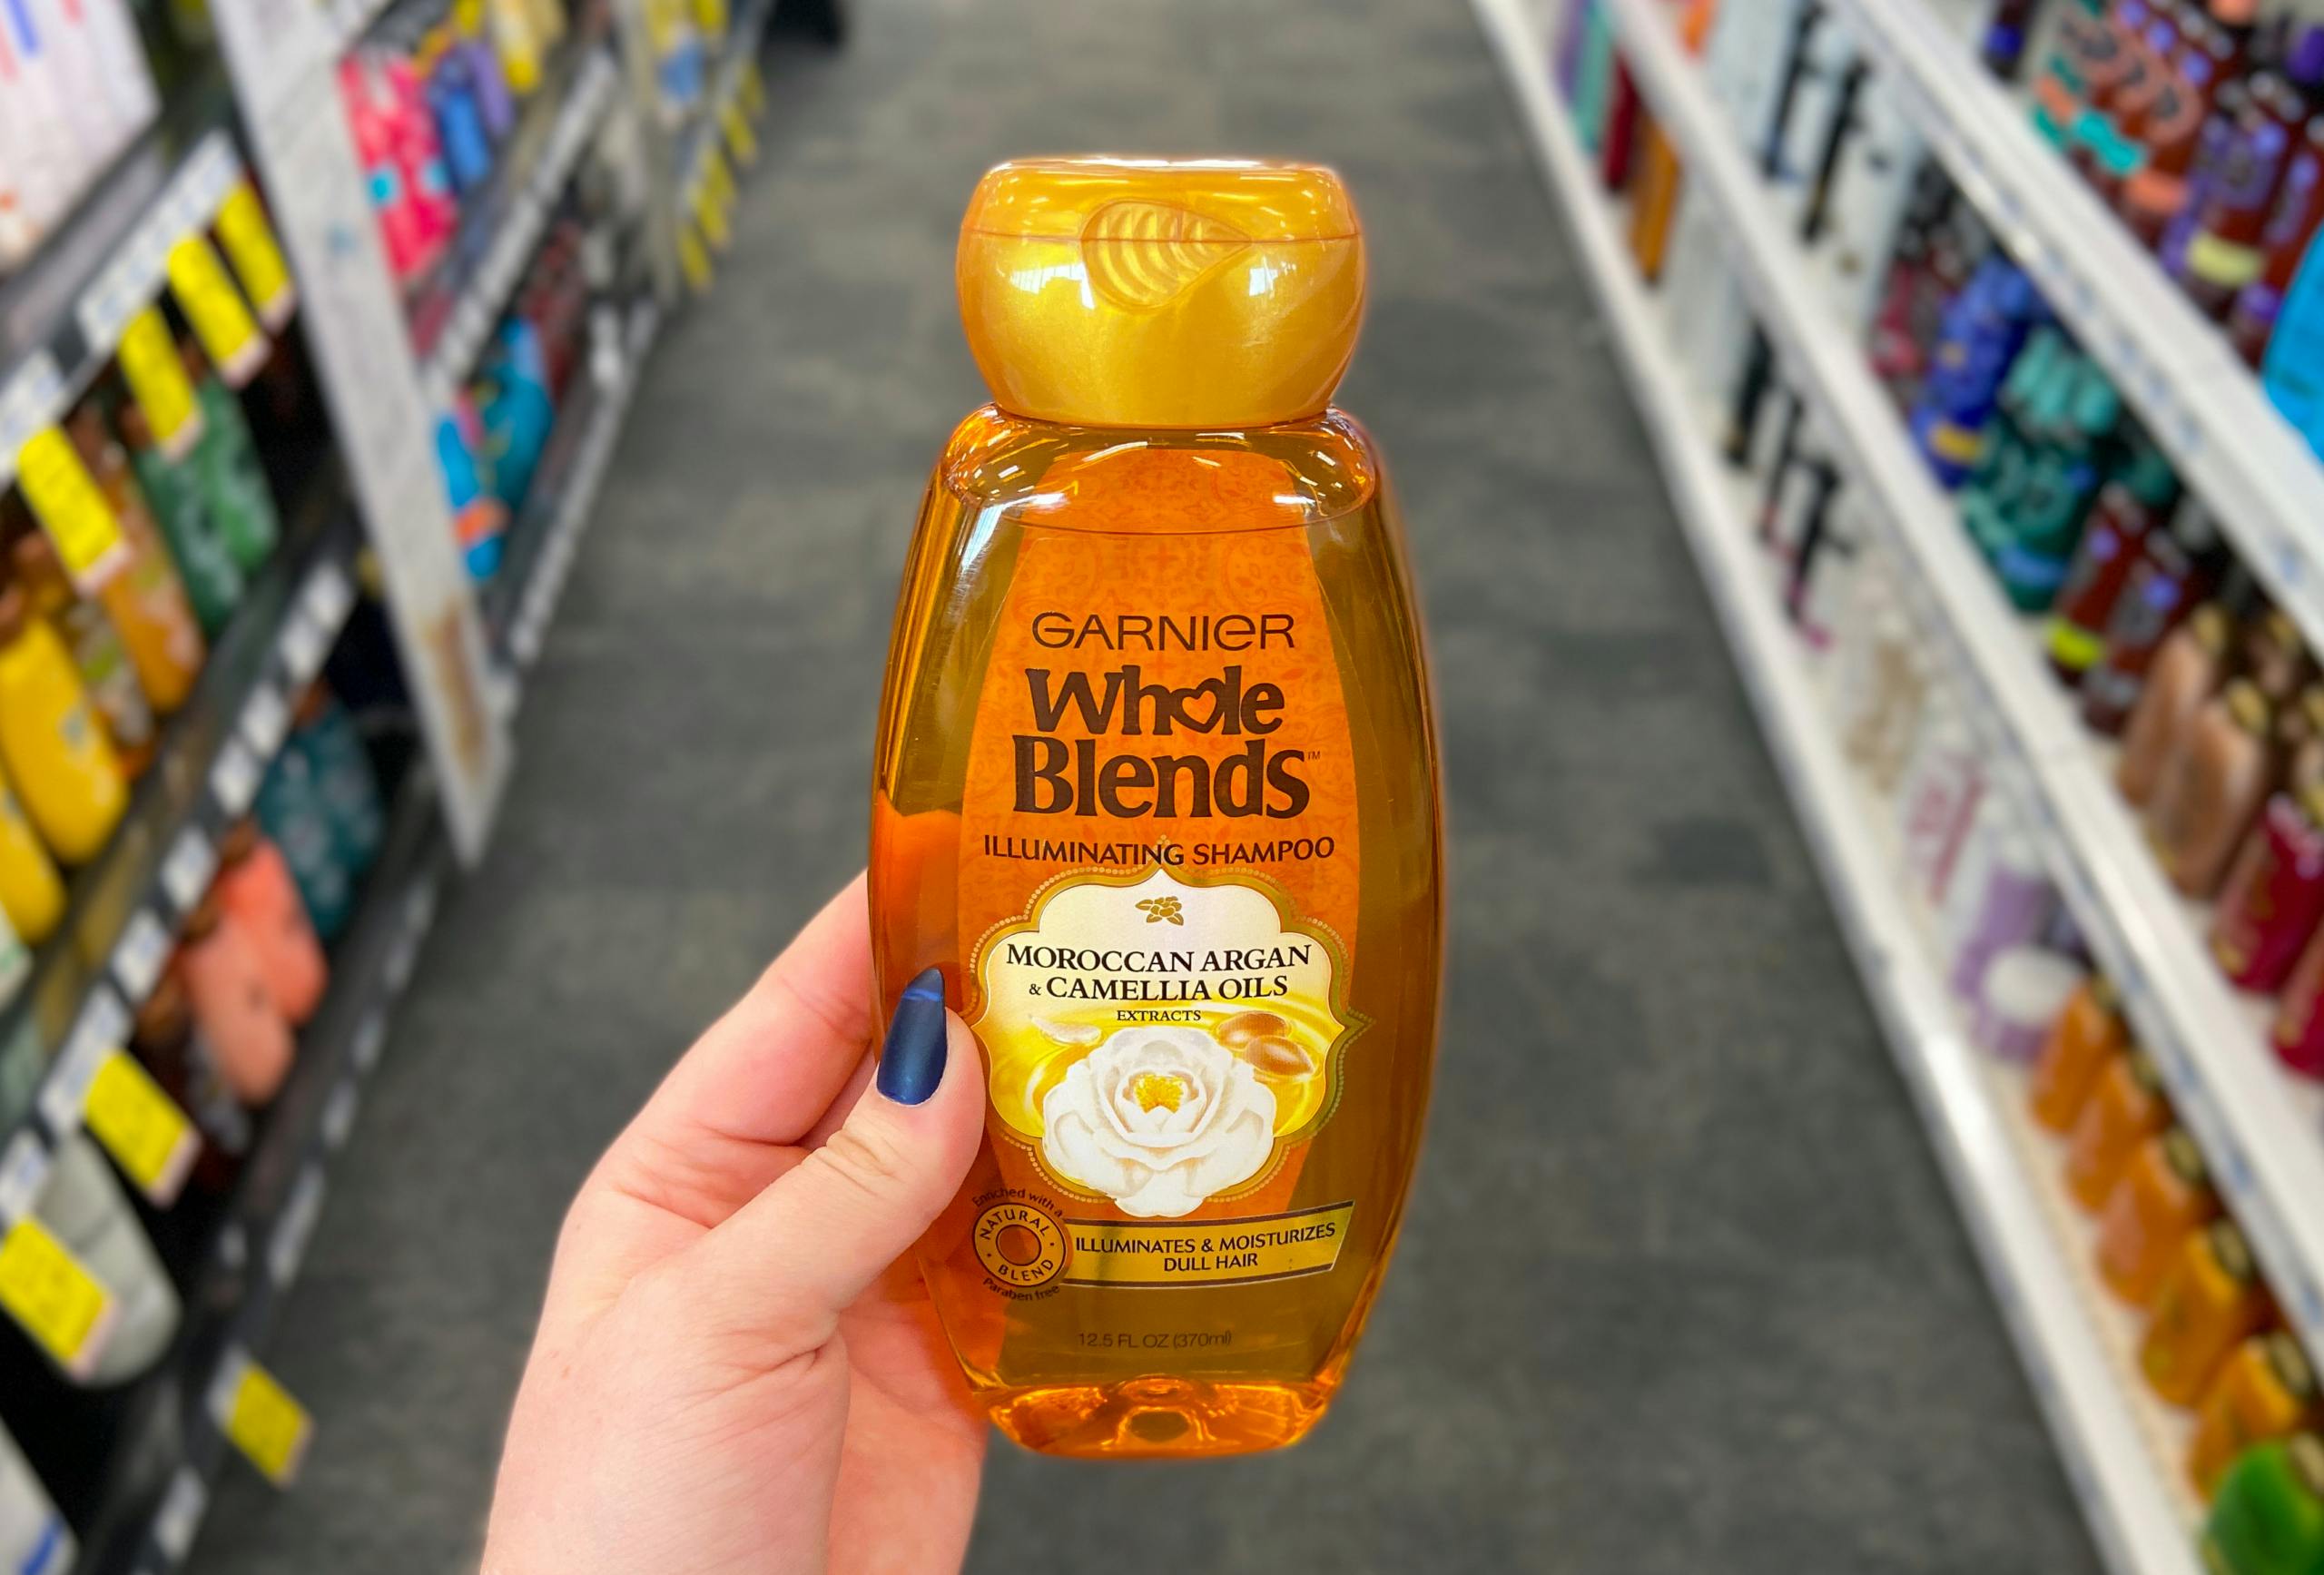 GARNIER
Whole
Blends™
ILLUMINATING SHAMPOO
MOROCCAN ARGAN
& CAMELLIA OILS
EXTRACTS
Enriched with a
NATURAL
BLEND
Paraben free
ILLUMINATES & MOISTURIZES
DULL HAIR
12.5 FL OZ (370ml)